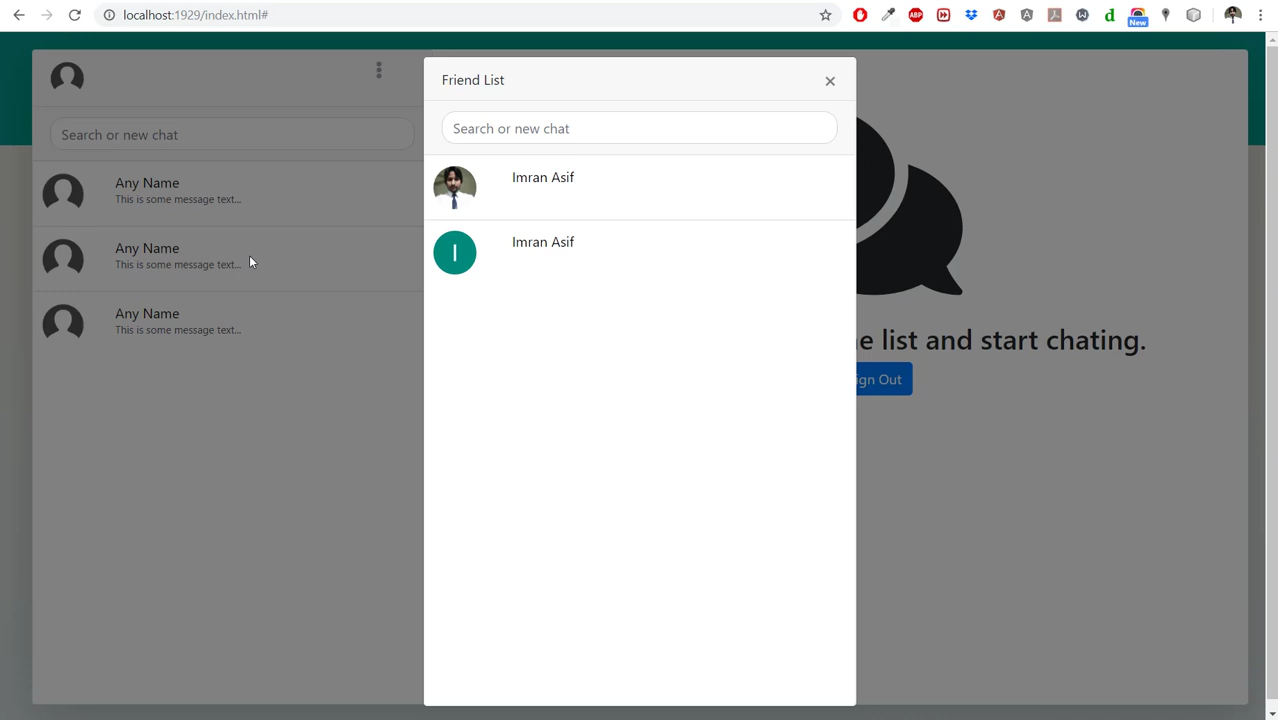 localhost:1929/index.html#
New
Search or new chat
Any Name
This is some message text...
Any Name
This is some message text...
Any Name
This is some message text...
Friend List
×
Search or new chat
Imran Asif
I
Imran Asif
list and start chating.
ign Out